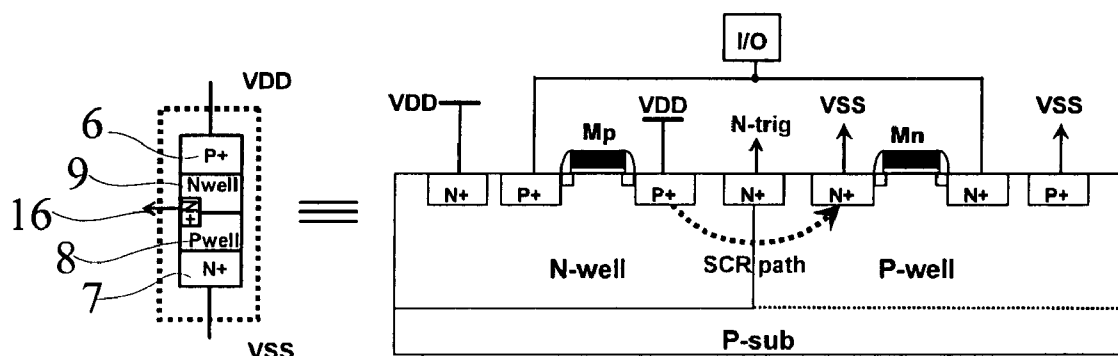 I/O
VDD
VDD
VDD
N-trig
VSS
VSS
Mp
Mn
6
P+
9
Nwell
16
N+
8
Pwell
7
N+
VSS
N+
P+
P+
N+
N+
N+
P+
SCR path
N-well
P-well
P-sub